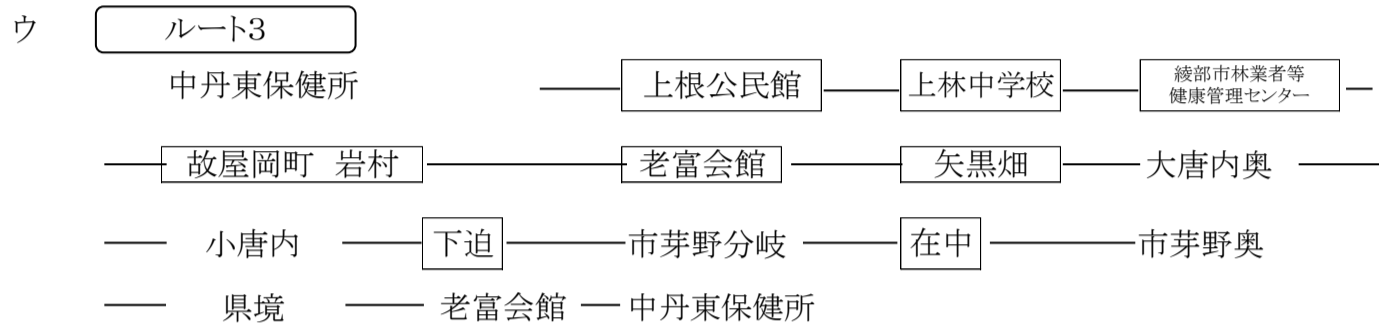 ウ ルート3
中丹東保健所 上根公民館 上林中学校 綾部市林業者等
健康管理センター
故屋岡町 岩村 老富会館 矢黒畑 大唐内奥
小唐内 下迫 市芽野分岐 在中 市芽野奥
県境 老富会館 中丹東保健所